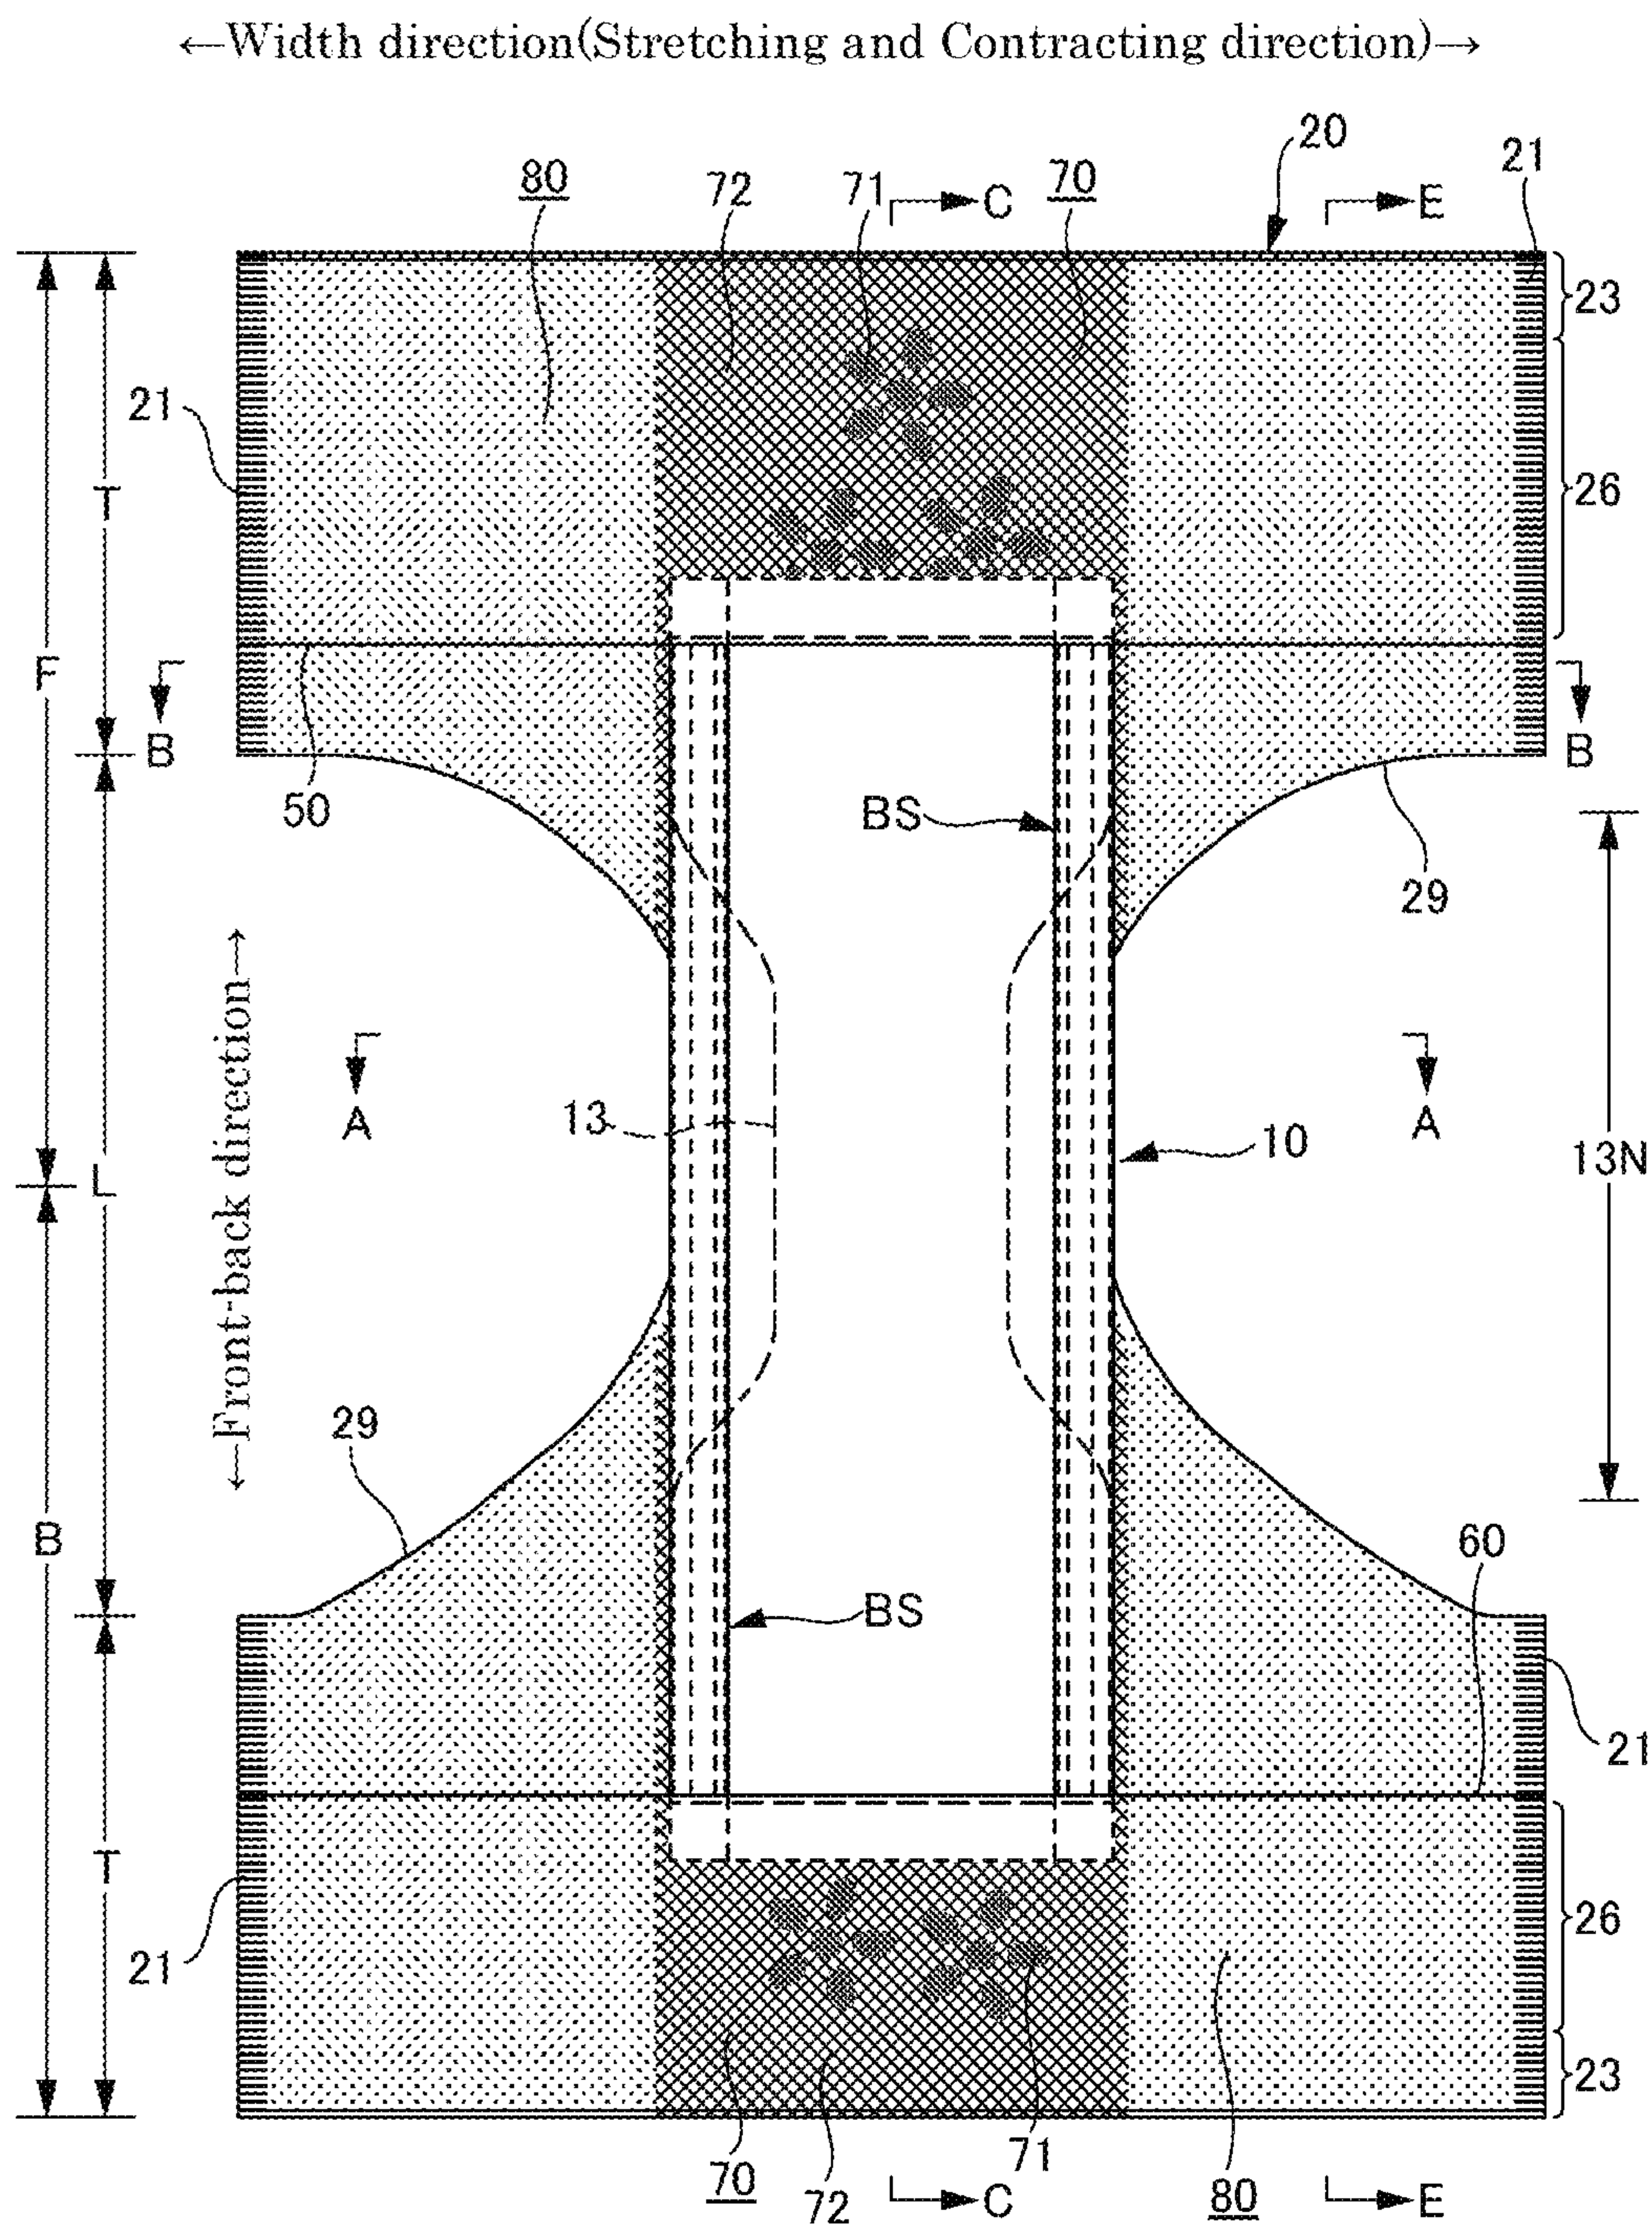 ←Width direction(Stretching and Contracting direction)→
20
80 72 71 C 70 E 21
23
21
26
T
F
B B
50 BS
29
←Front-back direction→
A A
13 10 13N
L
29
B 60
BS
21
T
26
21
23
71
70 72 C 80 E